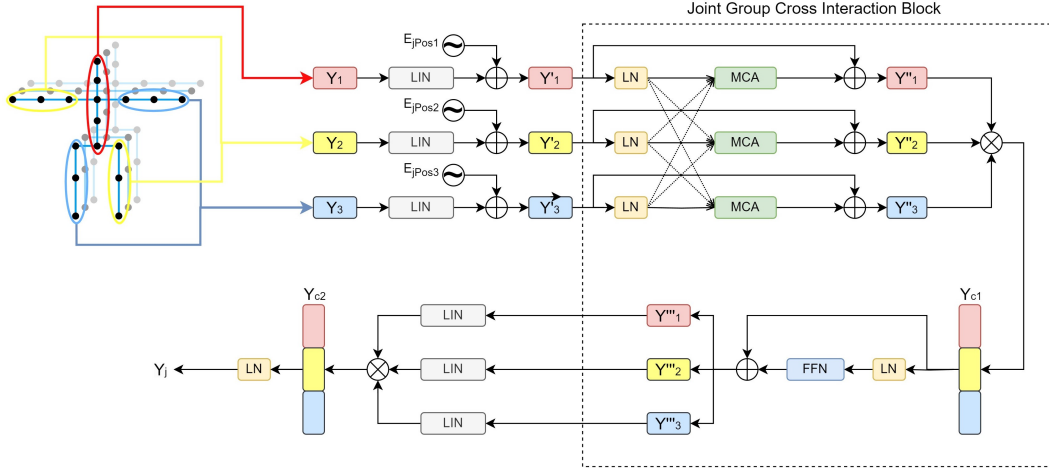 Joint Group Cross Interaction Block
EjPos1
Y1 LIN Y'1 LN MCA Y''1
EjPos2
Y2 LIN Y'2 LN MCA Y''2
EjPos3
Y3 LIN Y'3 LN MCA Y''3
Yc2 Yc1
LIN Y'''1
Yj LN LIN Y'''2 FFN LN
LIN Y'''3